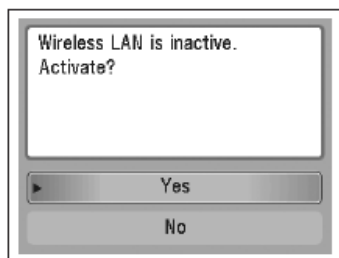 Wireless LAN is inactive.
Activate?
Yes
No